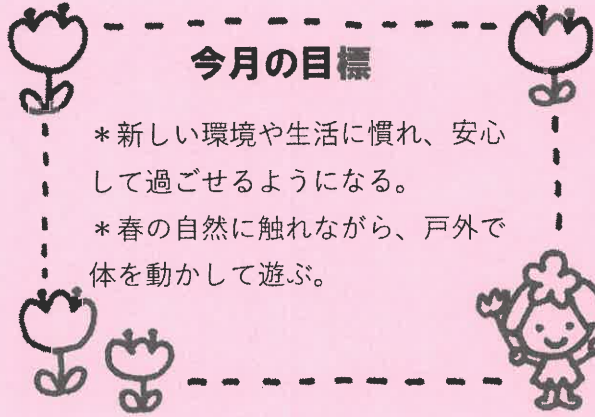 今月の目標
＊新しい環境や生活に慣れ、安心
して過ごせるようになる。
＊春の自然に触れながら、戸外で
体を動かして遊ぶ。